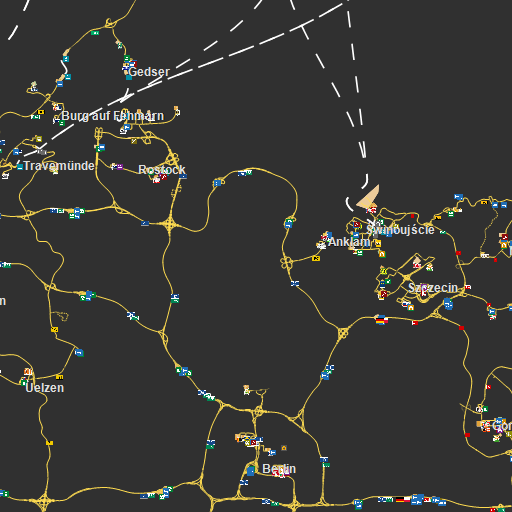 Gedser
Burg auf Fehmarn
Travemünde
Rostock
Świnoujście
Anklam
Szczecin
Uelzen
Berlin